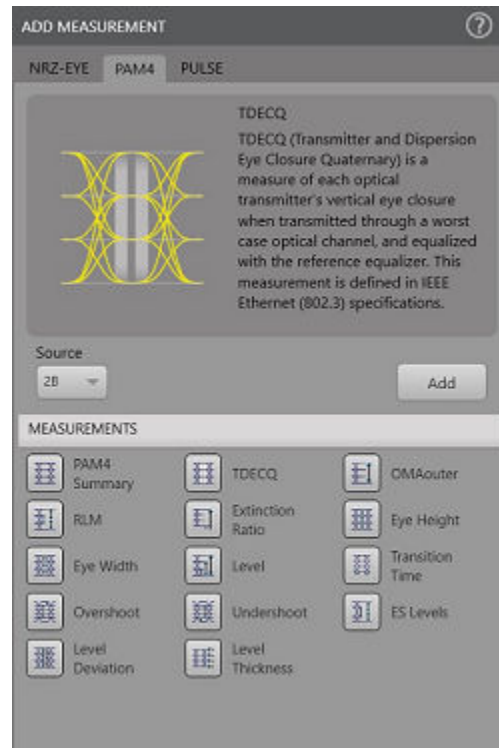 ADD MEASUREMENT
?
NRZ-EYE PAM4 PULSE
TDECQ
TDECQ (Transmitter and Dispersion
Eye Closure Quaternary) is a
measure of each optical
transmitter's vertical eye closure
when transmitted through a worst
case optical channel, and equalized
with the reference equalizer. This
measurement is defined in IEEE
Ethernet (802.3) specifications.
Source
2B
Add
MEASUREMENTS
PAM4
Summary
TDECQ
OMAouter
RLM
Extinction
Ratio
Eye Height
Eye Width
Level
Transition
Time
Overshoot
Undershoot
ES Levels
Level
Deviation
Level
Thickness